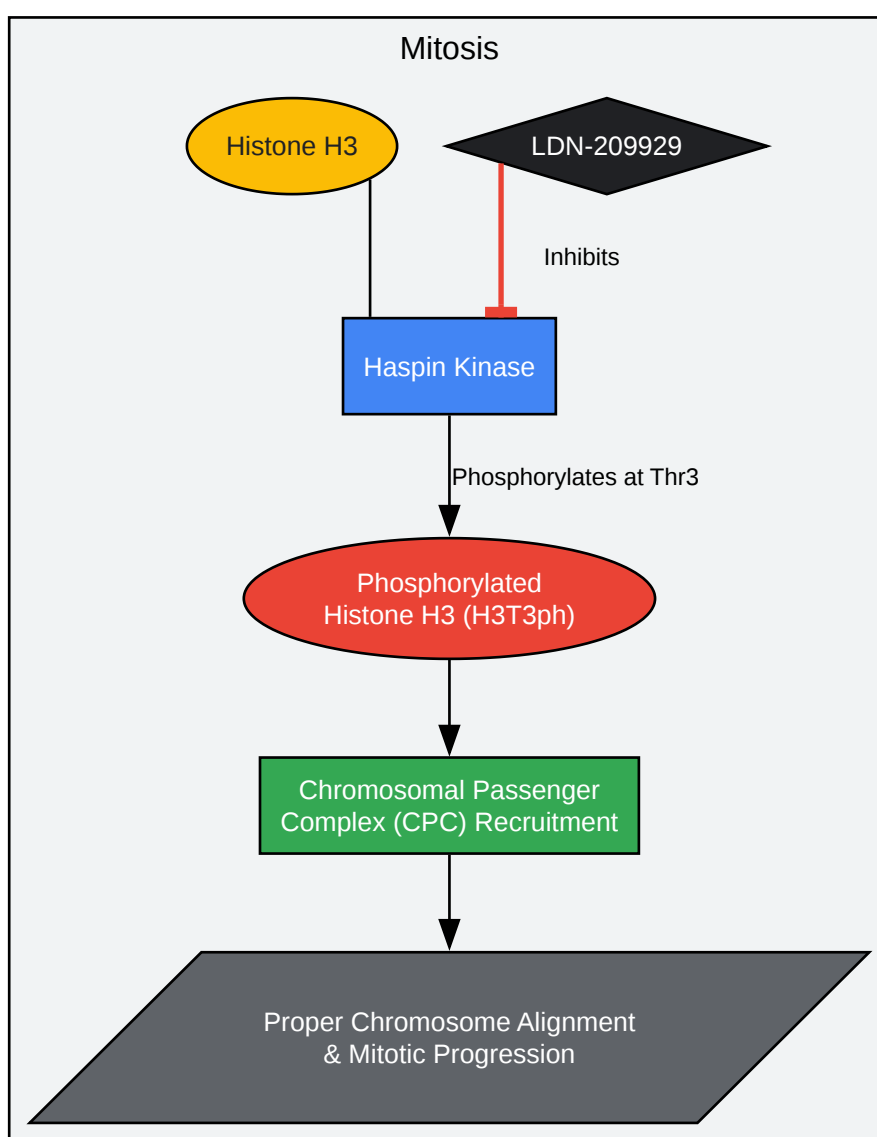 Mitosis
Histone H3
LDN-209929
Inhibits
Haspin Kinase
Phosphorylates at Thr3
Phosphorylated
Histone H3 (H3T3ph)
Chromosomal Passenger
Complex (CPC) Recruitment
Proper Chromosome Alignment
& Mitotic Progression